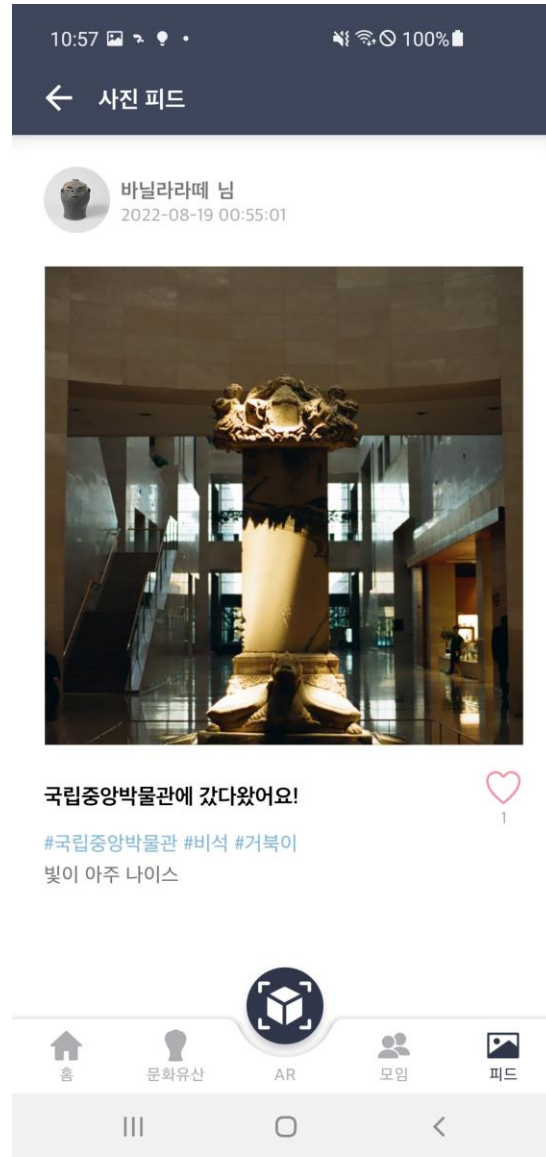 10:57 100%
사진 피드
바닐라라떼 님
2022-08-19 00:55:01
국립중앙박물관에 갔다왔어요!
1
#국립중앙박물관 #비석 #거북이
빛이 아주 나이스
홈 문화유산 AR 모임 피드